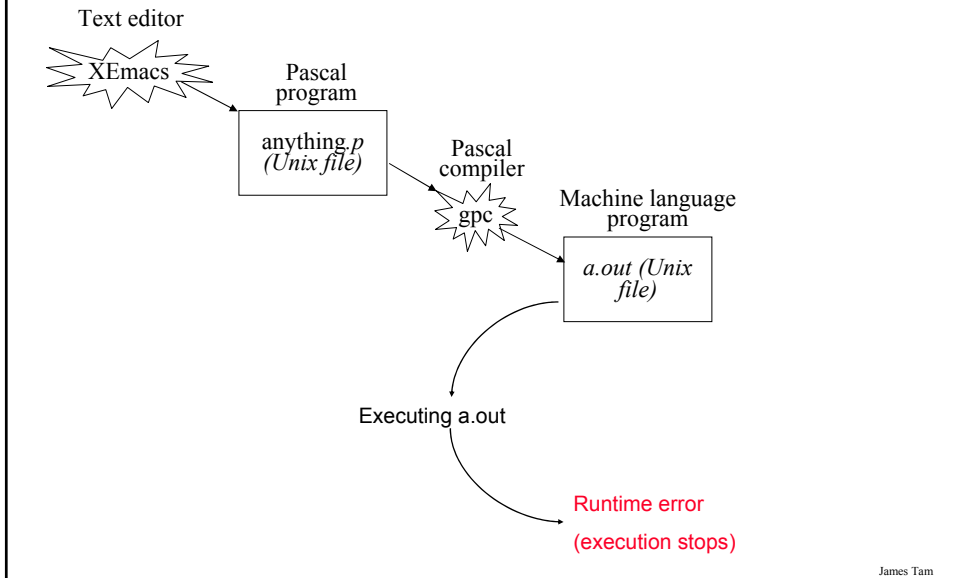 Text editor
XEmacs
Pascal
program
anything.p
(Unix file)
Pascal
compiler
gpc
Machine language
program
a.out (Unix
file)
Executing a.out
Runtime error
(execution stops)
James Tam